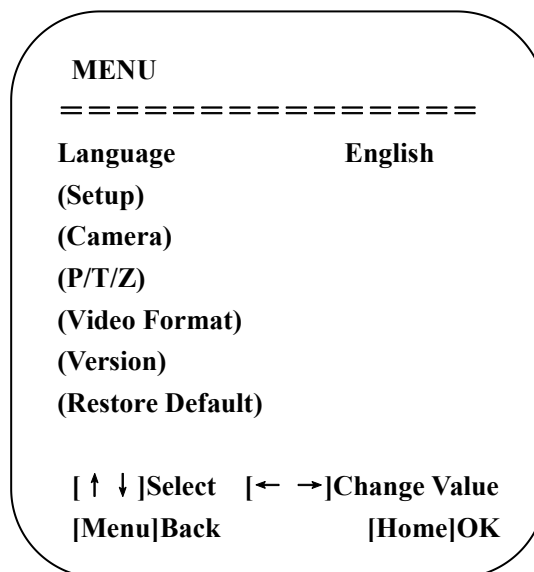 MENU
===============
Language English
(Setup)
(Camera)
(P/T/Z)
(Video Format)
(Version)
(Restore Default)
[↑ ↓]Select [← →]Change Value
[Menu]Back [Home]OK